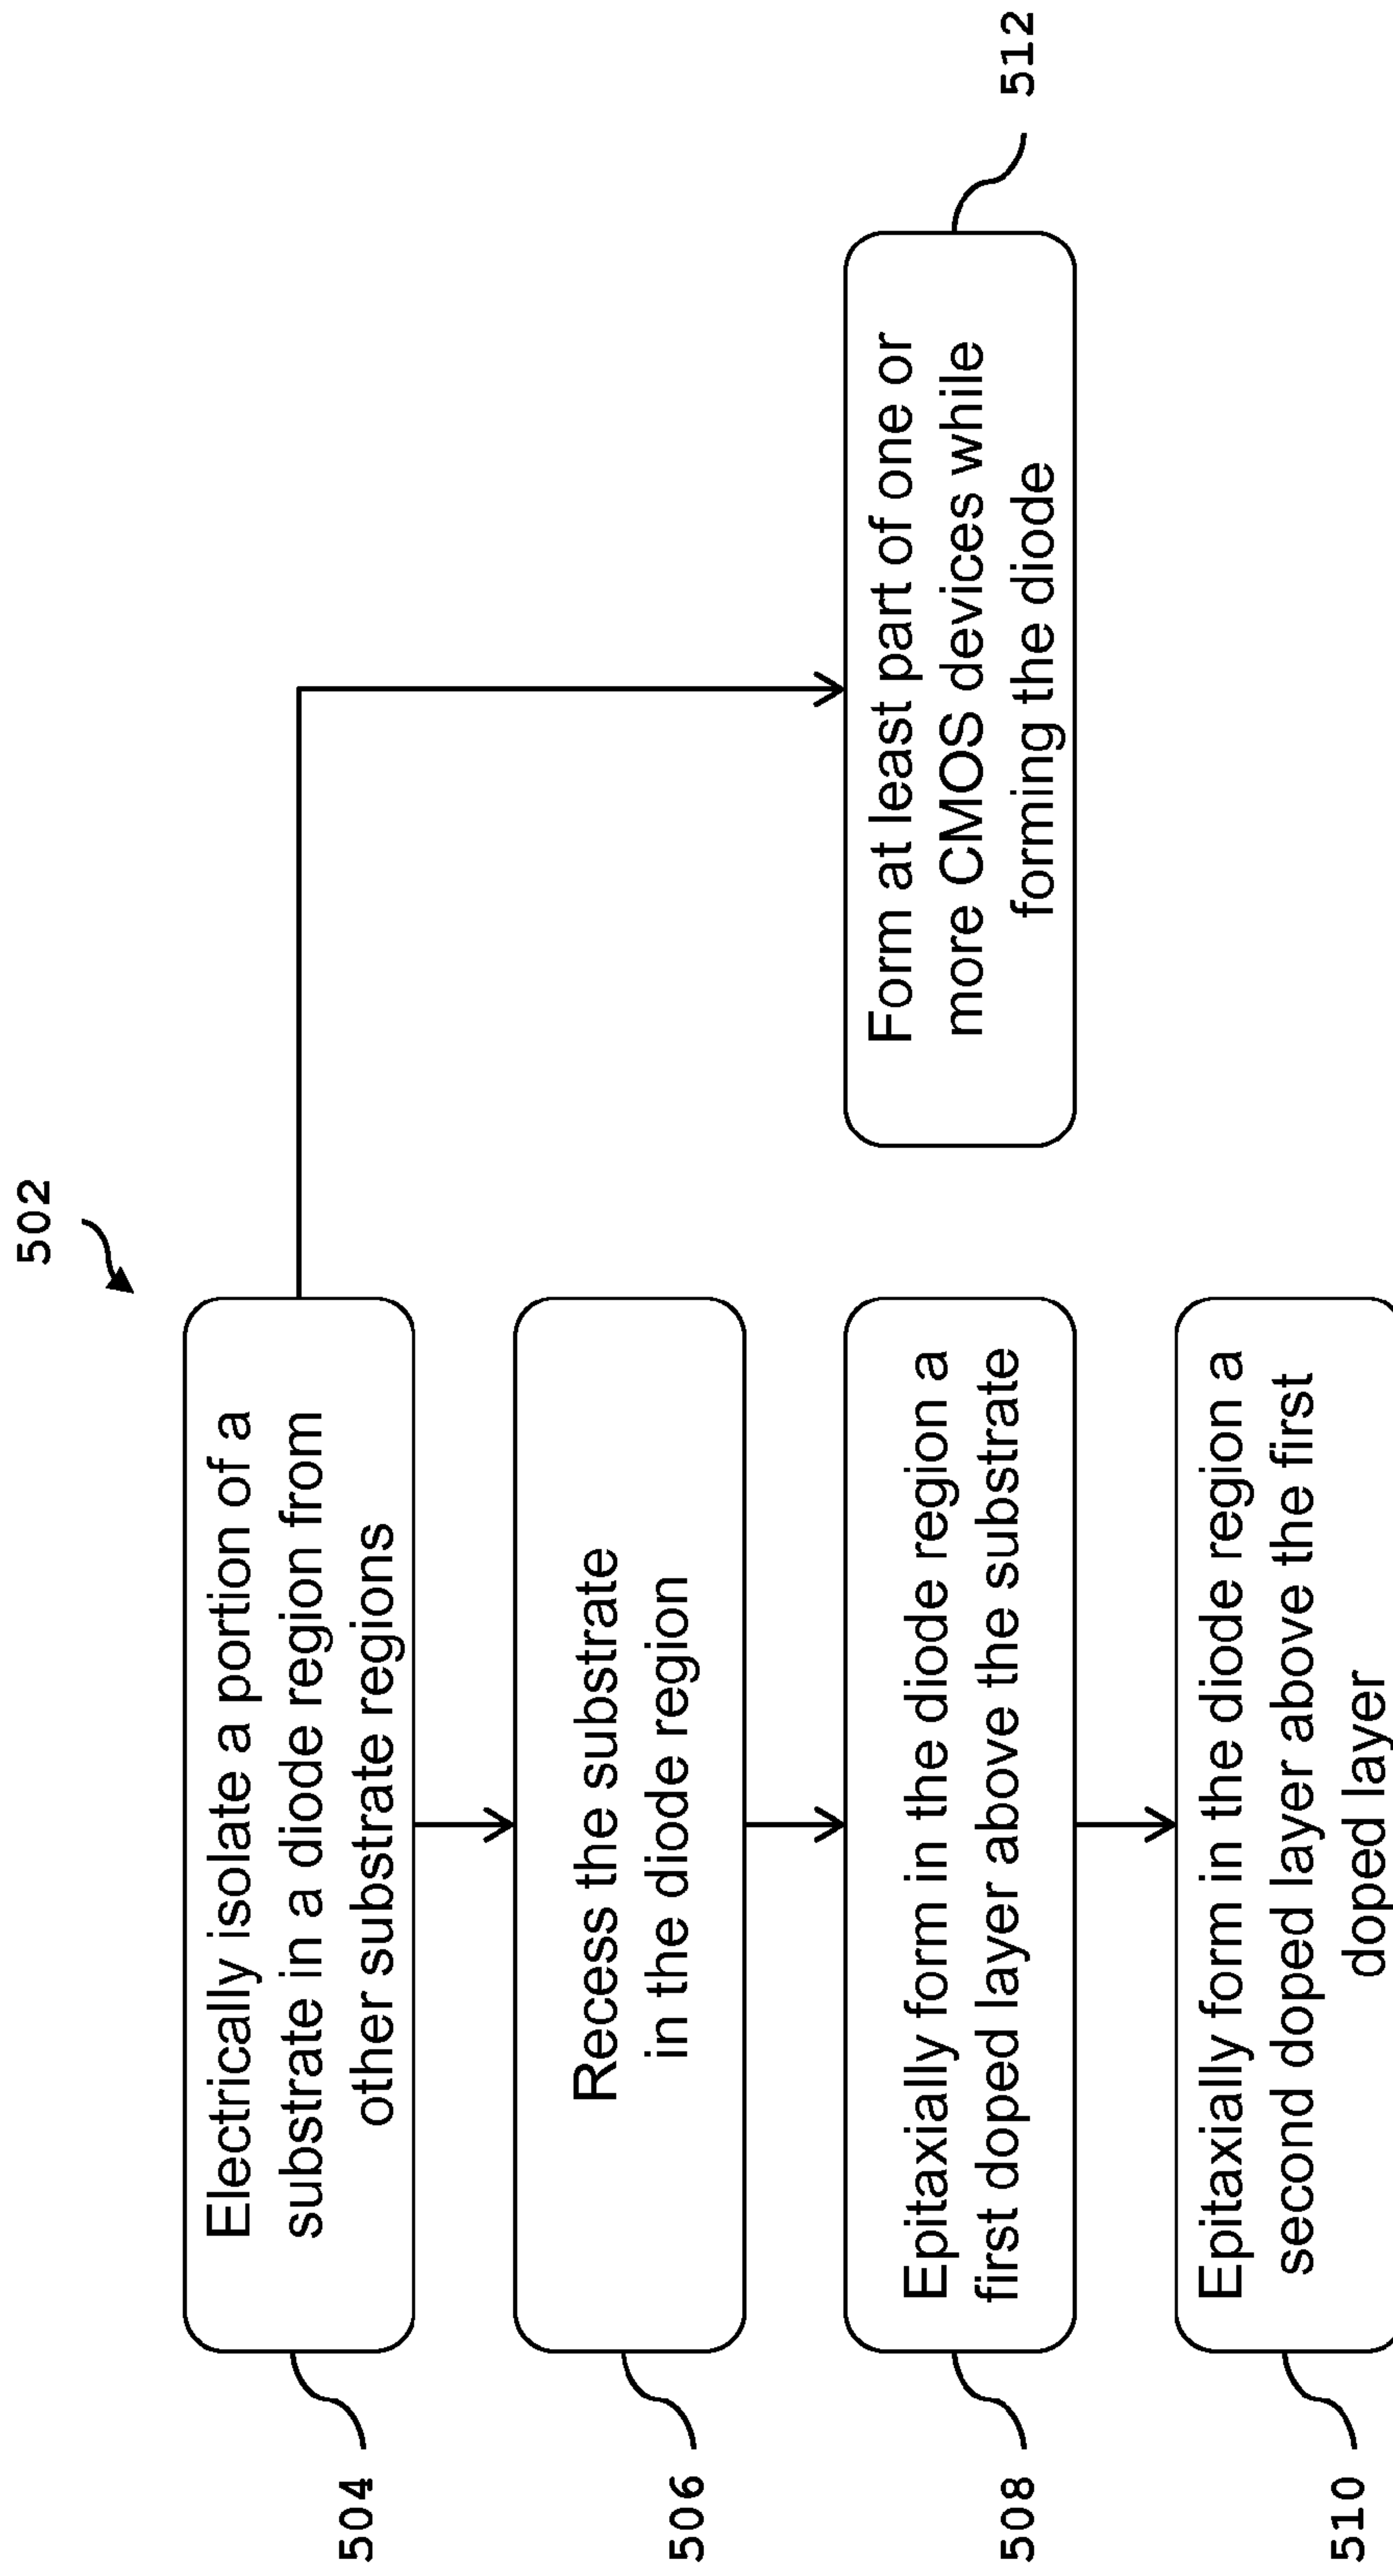 502
504
Electrically isolate a portion of a
substrate in a diode region from
other substrate regions
506
Recess the substrate
in the diode region
508
Epitaxially form in the diode region a
first doped layer above the substrate
Form at least part of one or
more CMOS devices while
forming the diode
512
510
Epitaxially form in the diode region a
second doped layer above the first
doped layer